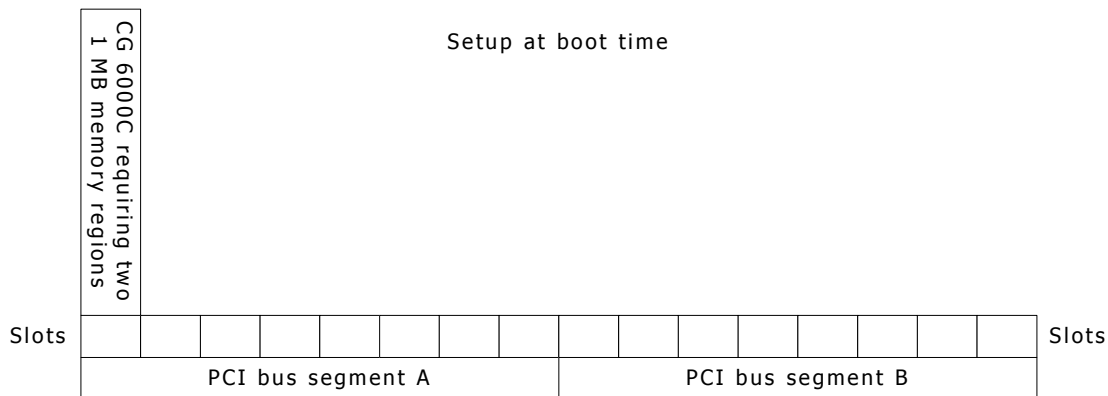 CG 6000C requiring two
1 MB memory regions
Setup at boot time
Slots
Slots
PCI bus segment A
PCI bus segment B